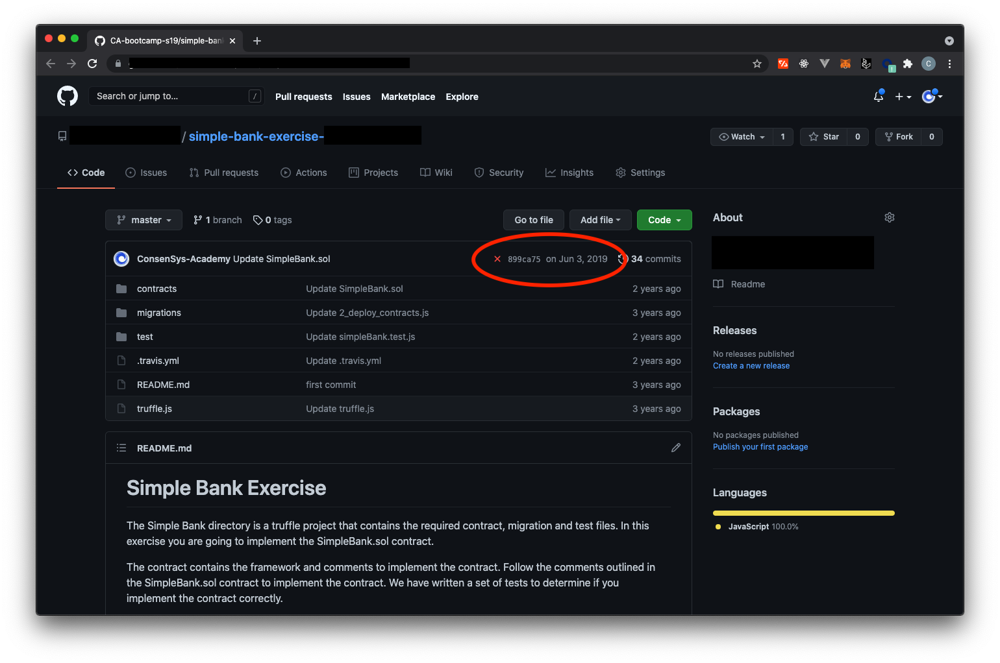 CA-bootcamp-s19/simple-ban
Search or jump to... /
Pull requests Issues Marketplace Explore
C
/ simple-bank-exercise-
Watch 1 Star 0 Fork 0
Code Issues Pull requests Actions Projects Wiki Security Insights Settings
master 1 branch 0 tags Go to file Add file Code
ConsenSys-Academy Update SimpleBank.sol 899ca75 on Jun 3, 2019 34 commits
contracts Update SimpleBank.sol 2 years ago
migrations Update 2_deploy_contracts.js 3 years ago
test Update simpleBank.test.js 2 years ago
.travis.yml Update .travis.yml 2 years ago
README.md first commit 3 years ago
truffle.js Update truffle.js 3 years ago
README.md
Simple Bank Exercise
The Simple Bank directory is a truffle project that contains the required contract, migration and test files. In this
exercise you are going to implement the SimpleBank.sol contract.
The contract contains the framework and comments to implement the contract. Follow the comments outlined in
the SimpleBank.sol contract to implement the contract. We have written a set of tests to determine if you
implement the contract correctly.
About
Readme
Releases
No releases published
Create a new release
Packages
No packages published
Publish your first package
Languages
JavaScript 100.0%